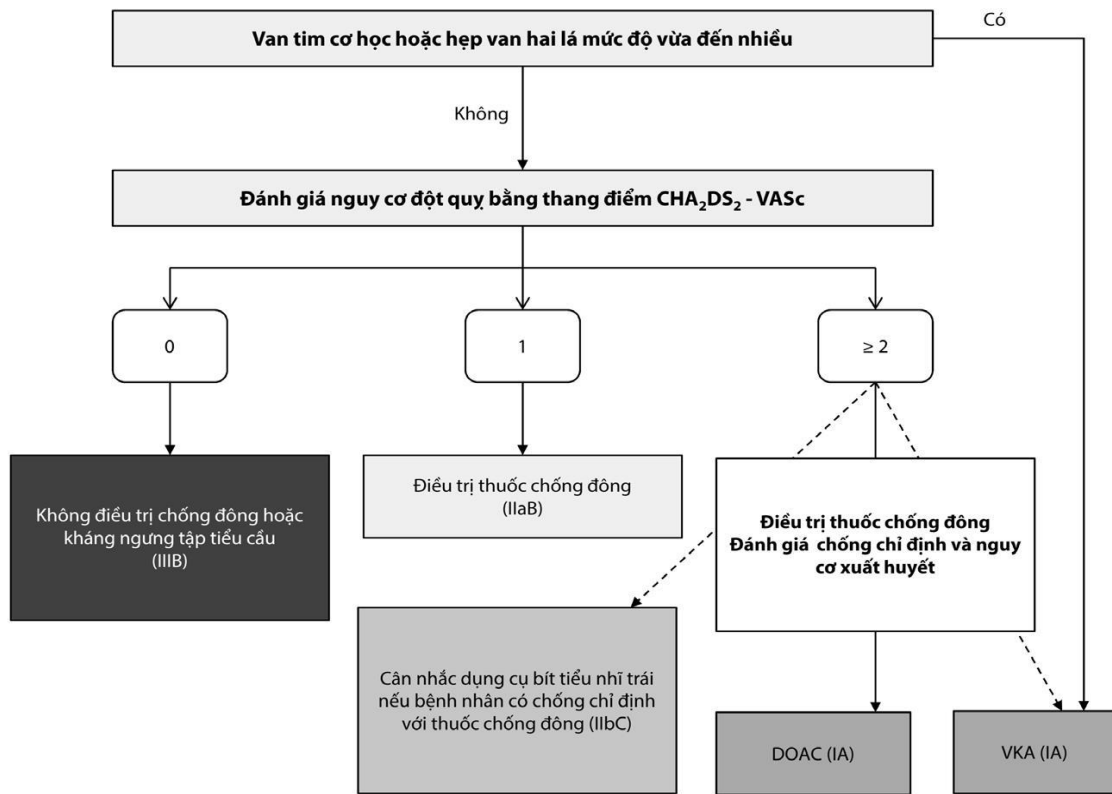 Van tim cơ học hoặc hẹp van hai lá mức độ vừa đến nhiều
Có
Không
Đánh giá nguy cơ đột quỵ bằng thang điểm CHA₂DS₂ - VASc
0
1
≥ 2
Không điều trị chống đông hoặc
kháng ngưng tập tiểu cầu
(IIIB)
Điều trị thuốc chống đông
(IIaB)
Điều trị thuốc chống đông
Đánh giá chống chỉ định và nguy
cơ xuất huyết
Cân nhắc dụng cụ bít tiểu nhĩ trái
nếu bệnh nhân có chống chỉ định
với thuốc chống đông (IIbC)
DOAC (IA)
VKA (IA)